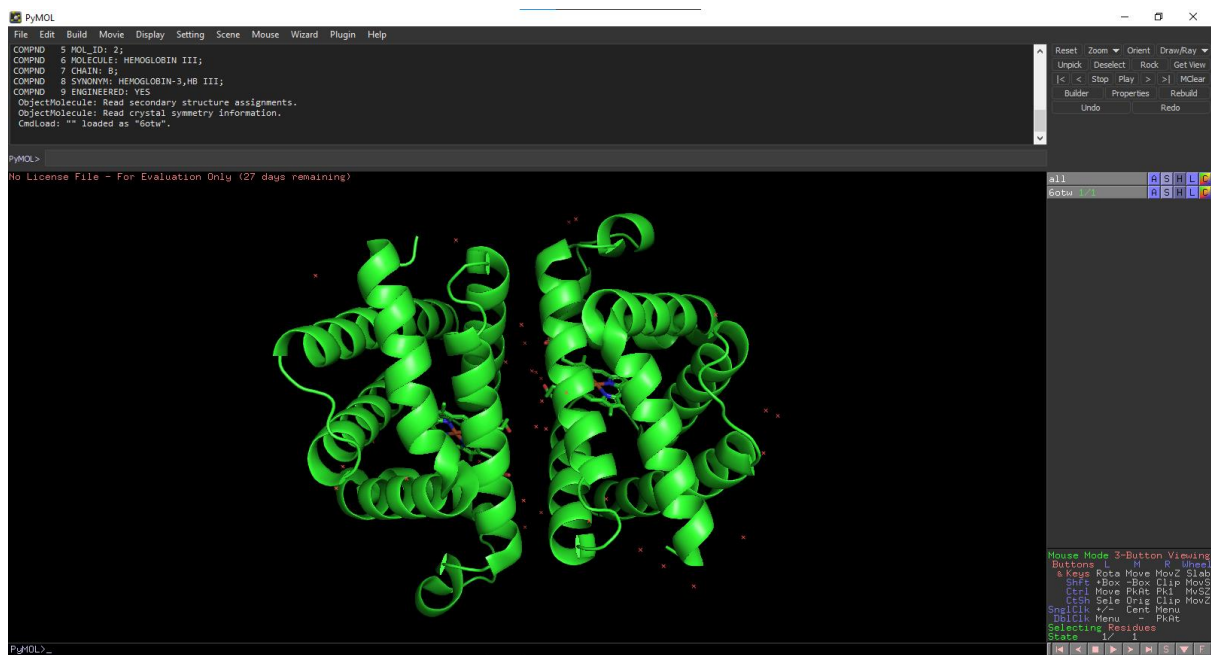 PyMOL
File Edit Build Movie Display Setting Scene Mouse Wizard Plugin Help
COMPND   5 MOL_ID: 2;
COMPND   6 MOLECULE: HEMOGLOBIN III;
COMPND   7 CHAIN: B;
COMPND   8 SYNONYM: HEMOGLOBIN-3,HB III;
COMPND   9 ENGINEERED: YES
ObjectMolecule: Read secondary structure assignments.
ObjectMolecule: Read crystal symmetry information.
CmdLoad: "" loaded as "6otw".
PyMOL>
Reset Zoom Orient Draw/Ray
Unpick Deselect Rock Get View
|< < Stop Play > >| MClear
Builder Properties Rebuild
Undo Redo
No License File - For Evaluation Only (27 days remaining)
all A S H L C
6otw 1/1 A S H L C
Mouse Mode 3-Button Viewing
Buttons L M R Wheel
& Keys Rota Move MovZ Slab
Shft +Box -Box Clip MovS
Ctrl Move PkAt Pk1 MvSZ
CtSh Sele Orig Clip MovZ
SnglClk +/- Cent Menu
DblClk Menu - PkAt
Selecting Residues
State 1/ 1
PyMOL>_
S F